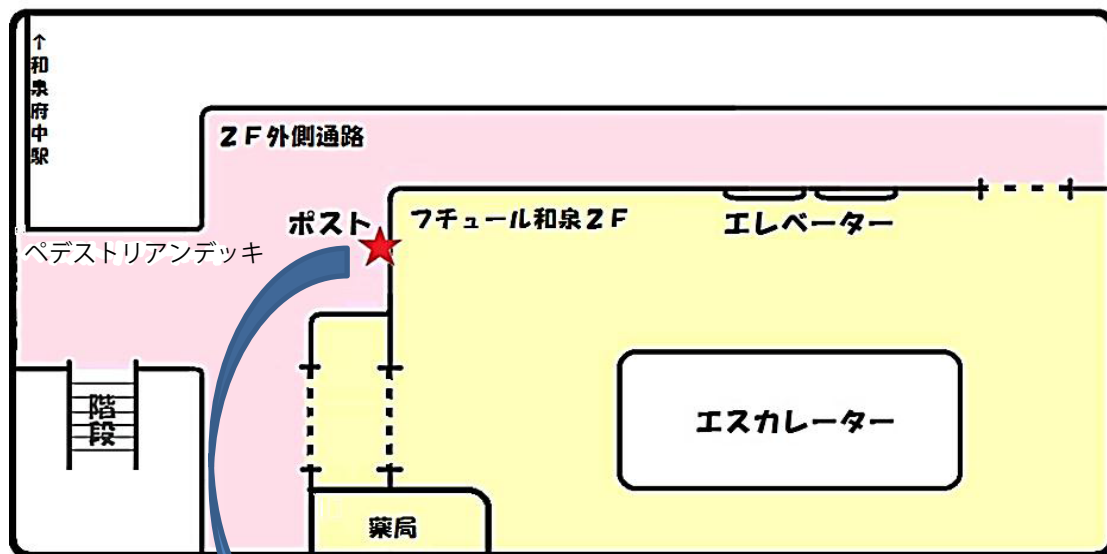 ↑和泉府中駅
2F外側通路
ポスト
フチュール和泉2F
エレベーター
ペデストリアンデッキ
階段
エスカレーター
薬局